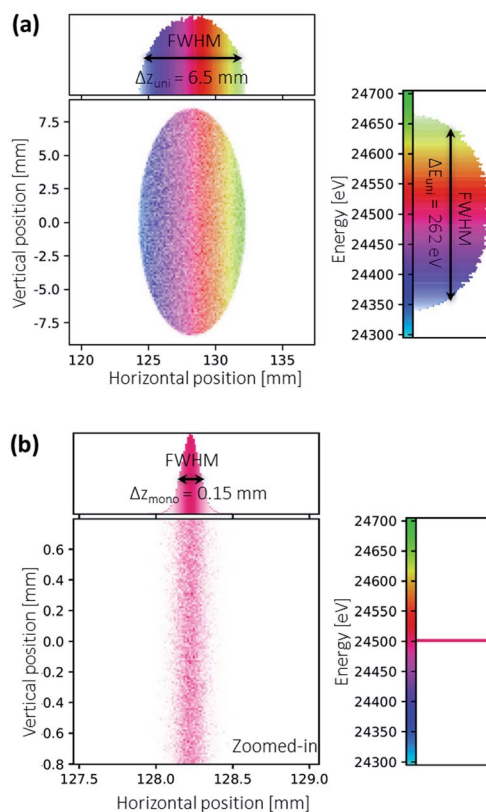 (a)
FWHM
Δzuni = 6.5 mm
7.5
5.0
2.5
0.0
-2.5
-5.0
-7.5
Vertical position [mm]
120 125 130 135
Horizontal position [mm]
24700
24650
24600
24550
24500
24450
24400
24350
24300
Energy [eV]
ΔEuni = 262 eV
FWHM
(b)
FWHM
Δzmono = 0.15 mm
0.6
0.4
0.2
0.0
-0.2
-0.4
-0.6
-0.8
Vertical position [mm]
Zoomed-in
127.5 128.0 128.5 129.0
Horizontal position [mm]
24700
24650
24600
24550
24500
24450
24400
24350
24300
Energy [eV]